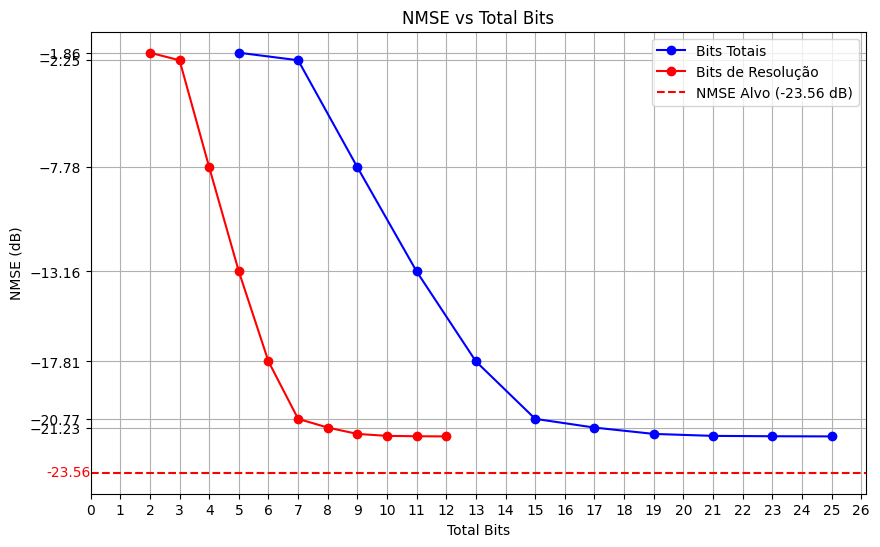 NMSE vs Total Bits
Bits Totais
Bits de Resolução
NMSE Alvo (-23.56 dB)
−1.86
−2.25
−7.78
−13.16
−17.81
−20.77
−21.23
-23.56
NMSE (dB)
0 1 2 3 4 5 6 7 8 9 10 11 12 13 14 15 16 17 18 19 20 21 22 23 24 25 26
Total Bits